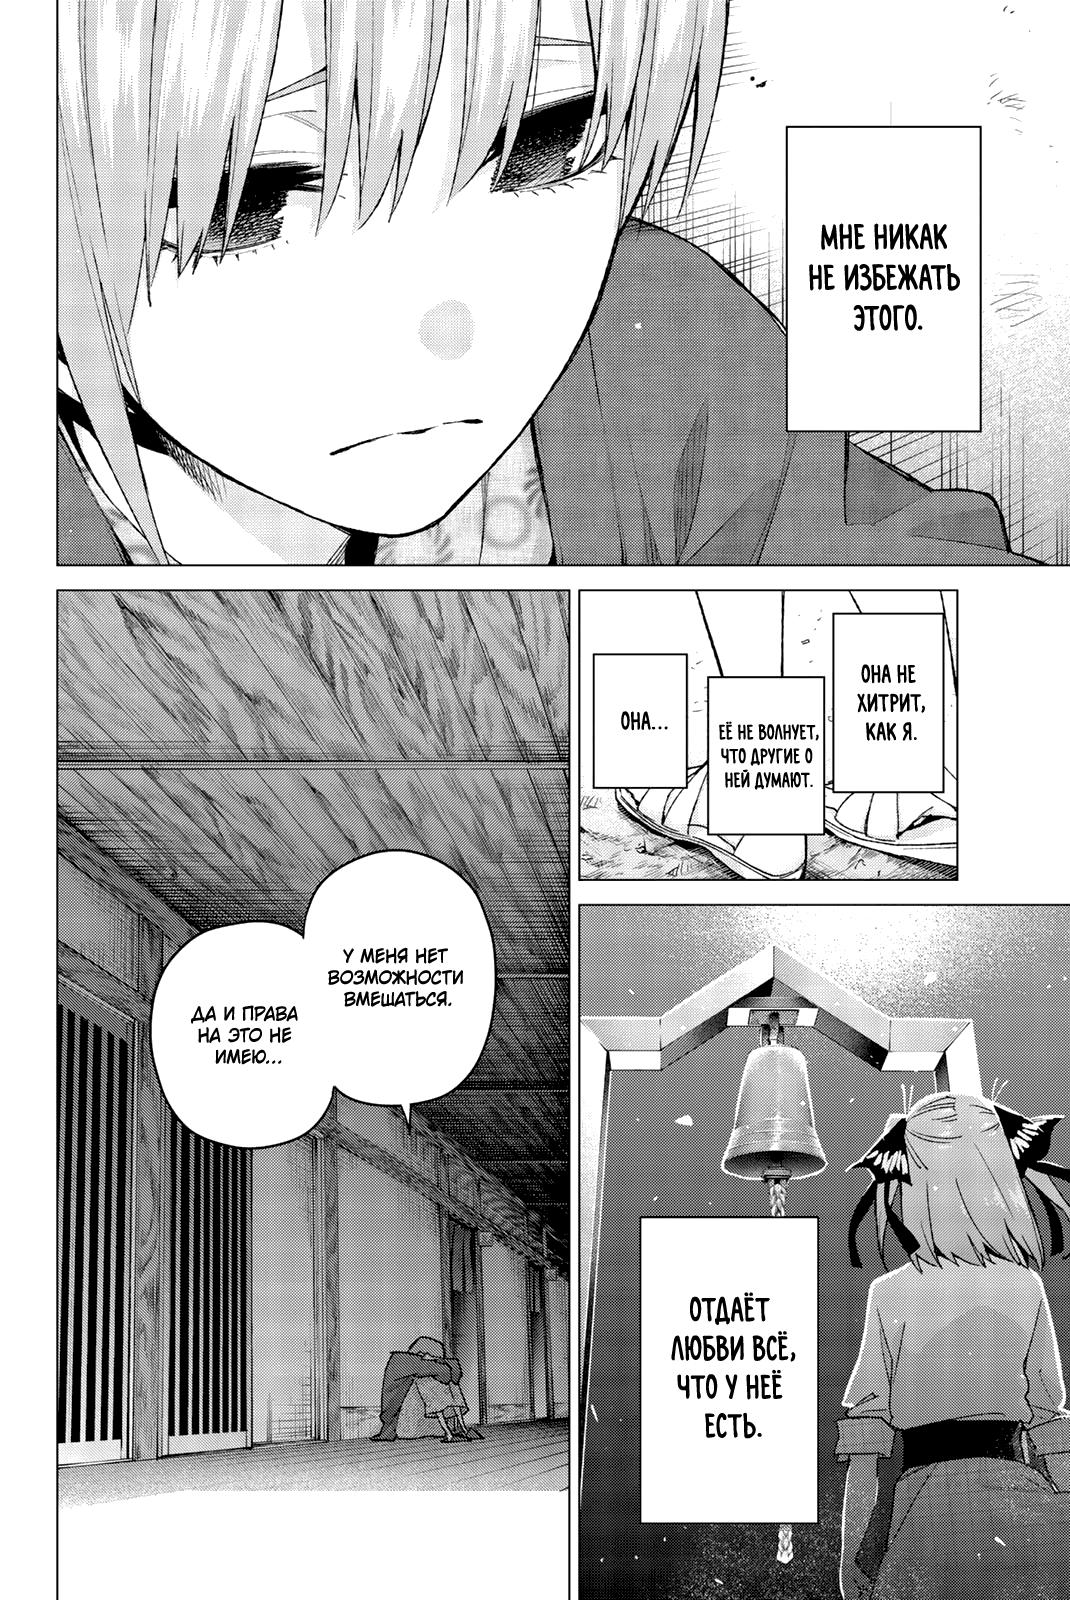 МНЕ НИКАК
НЕ ИЗБЕЖАТЬ
ЭТОГО.
ОНА НЕ
ХИТРИТ,
КАК Я.
ЕЁ НЕ ВОЛНУЕТ,
ЧТО ДРУГИЕ О
НЕЙ ДУМАЮТ.
ОНА...
ОТДАЁТ
ЛЮБВИ ВСЁ,
ЧТО У НЕЁ
ЕСТЬ.
У МЕНЯ НЕТ
ВОЗМОЖНОСТИ
ВМЕШАТЬСЯ.
ДА И ПРАВА
НА ЭТО НЕ
ИМЕЮ...